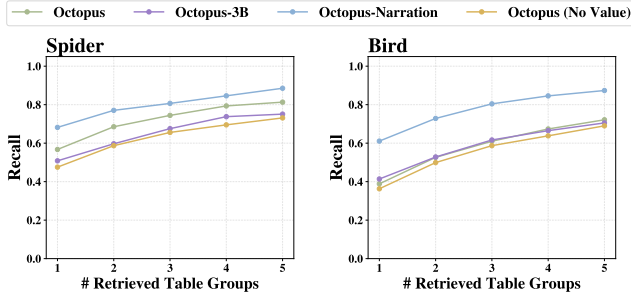 Octopus Octopus-3B Octopus-Narration Octopus (No Value)
Spider
Recall
1.0
0.8
0.6
0.4
0.2
0.0
1 2 3 4 5
# Retrieved Table Groups
Bird
Recall
1.0
0.8
0.6
0.4
0.2
0.0
1 2 3 4 5
# Retrieved Table Groups